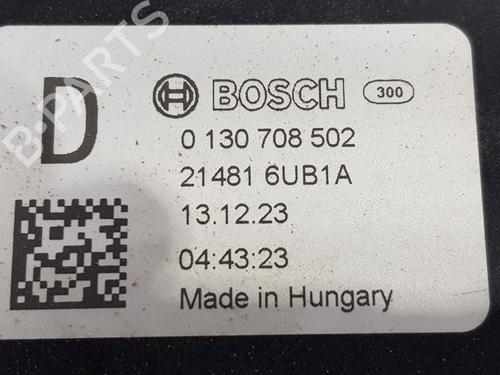 D
BOSCH 300
0 130 708 502
21481 6UB1A
13.12.23
04:43:23
Made in Hungary
B-PARTS